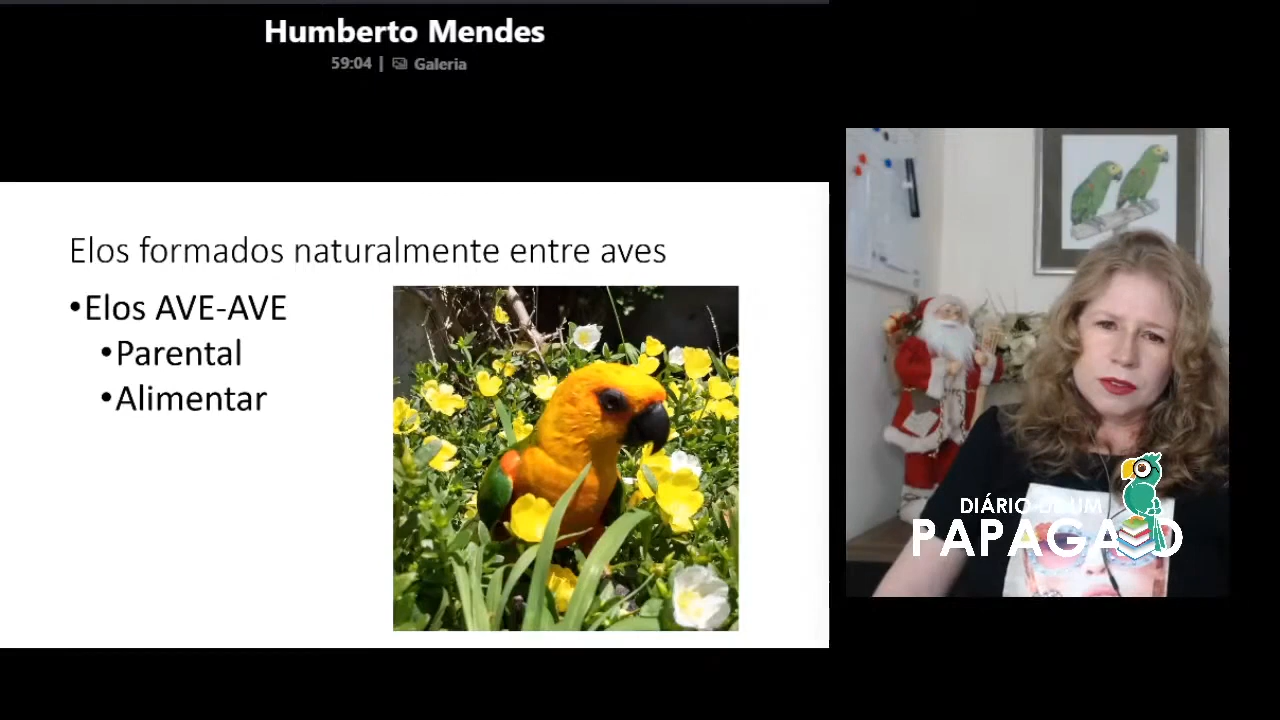 Humberto Mendes
59:04 | Galeria
Elos formados naturalmente entre aves
•Elos AVE-AVE
•Parental
•Alimentar
DIÁRIO DE UM
PAPAGAIO